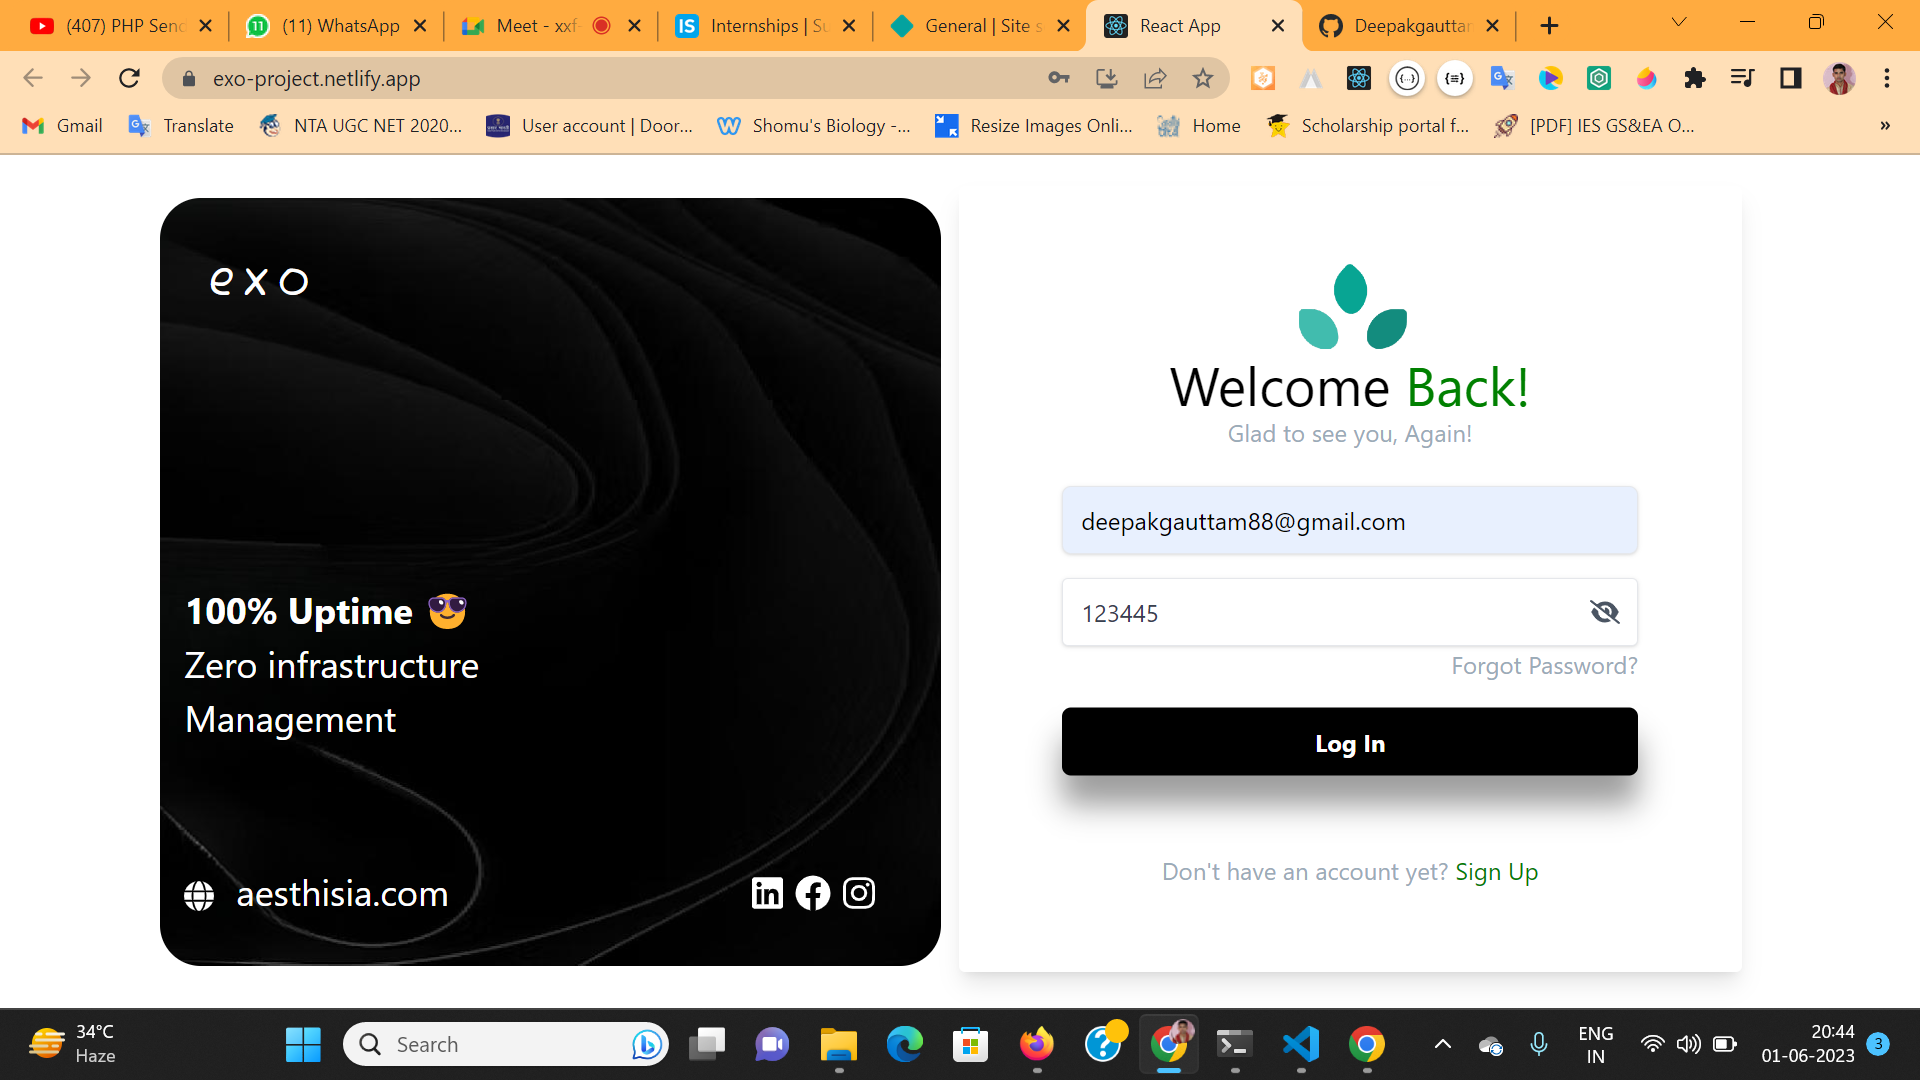 (407) PHP Send
(11) WhatsApp
Meet - xxf-
Internships | Su
General | Site s
React App
Deepakgauttam
exo-project.netlify.app
Gmail
Translate
NTA UGC NET 2020...
User account | Door...
Shomu's Biology -...
Resize Images Onli...
Home
Scholarship portal f...
[PDF] IES GS&EA O...
»
exo
100% Uptime 😎
Zero infrastructure
Management
aesthisia.com
Welcome Back!
Glad to see you, Again!
deepakgauttam88@gmail.com
123445
Forgot Password?
Log In
Don't have an account yet? Sign Up
34°C
Haze
Search
ENG
IN
20:44
01-06-2023
3